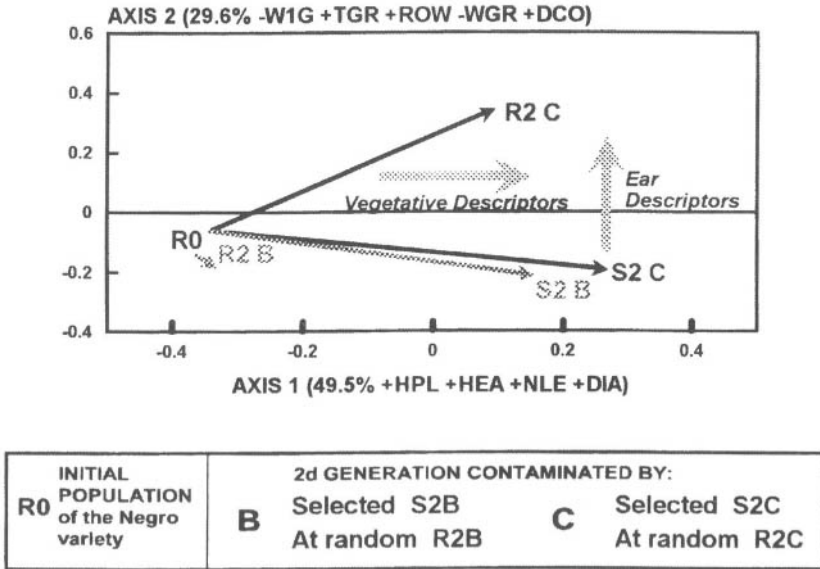 AXIS 2 (29.6% -W1G +TGR +ROW -WGR +DCO)
0.6
0.4
R2 C
0.2
Vegetative Descriptors
Ear
Descriptors
0
R0
R2 B
-0.2
S2 B
S2 C
-0.4
-0.4 -0.2 0 0.2 0.4
AXIS 1 (49.5% +HPL +HEA +NLE +DIA)
R0
INITIAL
POPULATION
of the Negro
variety
2d GENERATION CONTAMINATED BY:
B
Selected S2B
At random R2B
C
Selected S2C
At random R2C